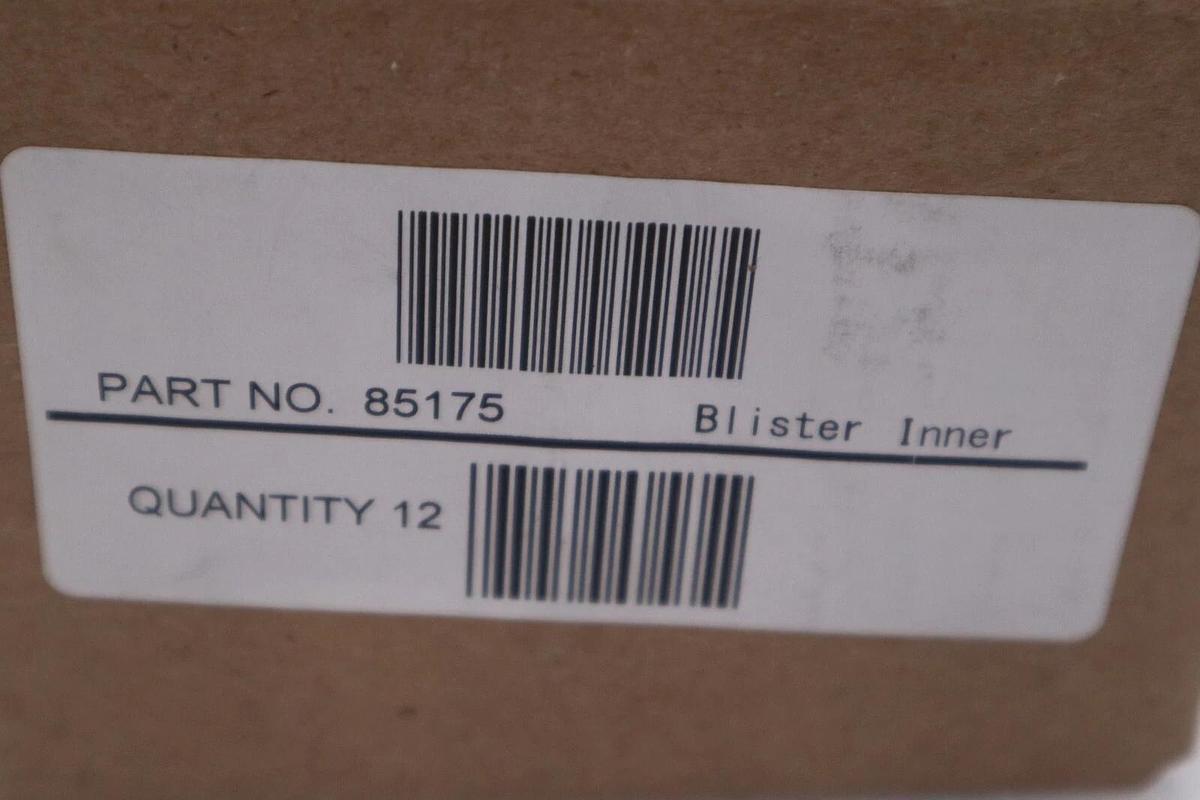 PART NO. 85175 Blister Inner
QUANTITY 12